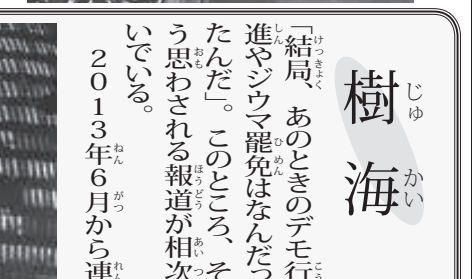 樹海
「結局、あのときのデモ行
進やジウマ罷免はなんだっ
たんだ」。このところ、そ
う思わされる報道が相次
いでいる。
2013年6月から連